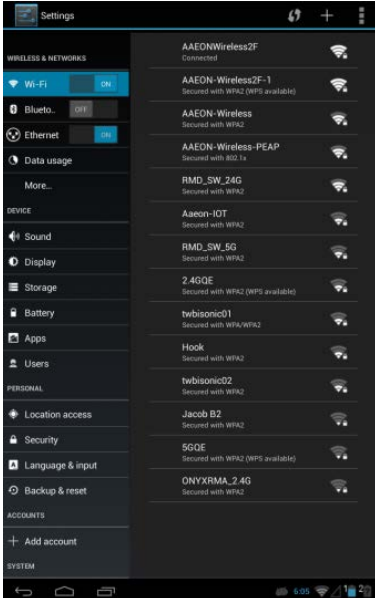 Settings
WIRELESS & NETWORKS
Wi-Fi
ON
Blueto..
OFF
Ethernet
ON
Data usage
More...
DEVICE
Sound
Display
Storage
Battery
Apps
Users
PERSONAL
Location access
Security
Language & input
A
Backup & reset
ACCOUNTS
Add account
SYSTEM
AAEONWireless2F
Connected
AAEON-Wireless2F-1
Secured with WPA2 (WPS available)
AAEON-Wireless
Secured with WPA2
AAEON-Wireless-PEAP
Secured with 802.1x
RMD_SW_24G
Secured with WPA2
Aaeon-IOT
Secured with WPA2
RMD_SW_5G
Secured with WPA2
2.4GQE
Secured with WPA2 (WPS available)
twbisonic01
Secured with WPA/WPA2
Hook
Secured with WPA2
twbisonic02
Secured with WPA2
Jacob B2
Secured with WPA2
5GQE
Secured with WPA2 (WPS available)
ONYXRMA_2.4G
Secured with WPA2
6:05